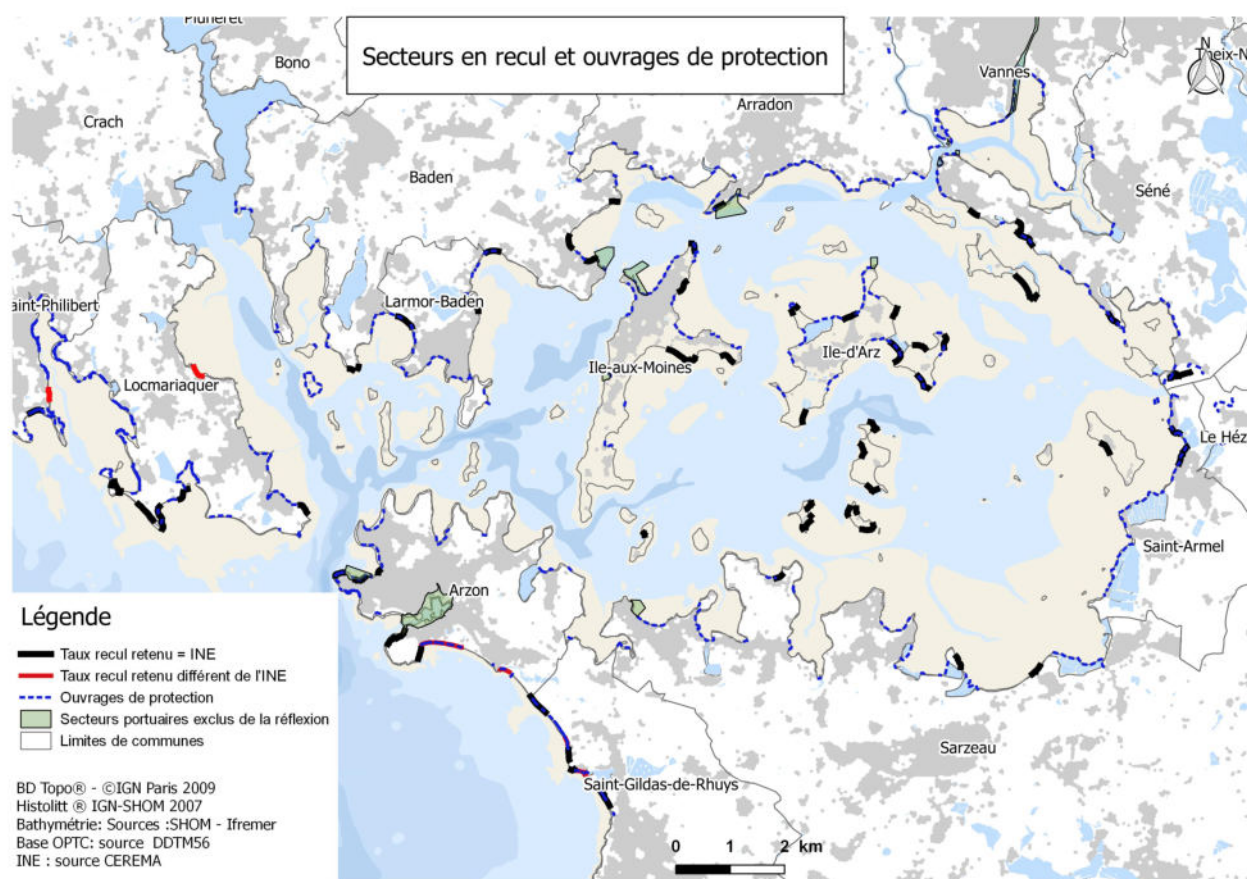 Secteurs en recul et ouvrages de protection
Pluneret
Bono
Crach
Baden
Arradon
Vannes
N
Theix-N
Séné
Larmor-Baden
aint-Philibert
Locmariaquer
Ile-aux-Moines
Ile-d'Arz
Le Héz
Saint-Armel
Arzon
Sarzeau
Saint-Gildas-de-Rhuys
Légende
Taux recul retenu = INE
Taux recul retenu différent de l'INE
Ouvrages de protection
Secteurs portuaires exclus de la réflexion
Limites de communes
BD Topo® - ©IGN Paris 2009
Histolitt ® IGN-SHOM 2007
Bathymétrie: Sources :SHOM - Ifremer
Base OPTC: source DDTM56
INE : source CEREMA
0 1 2 km